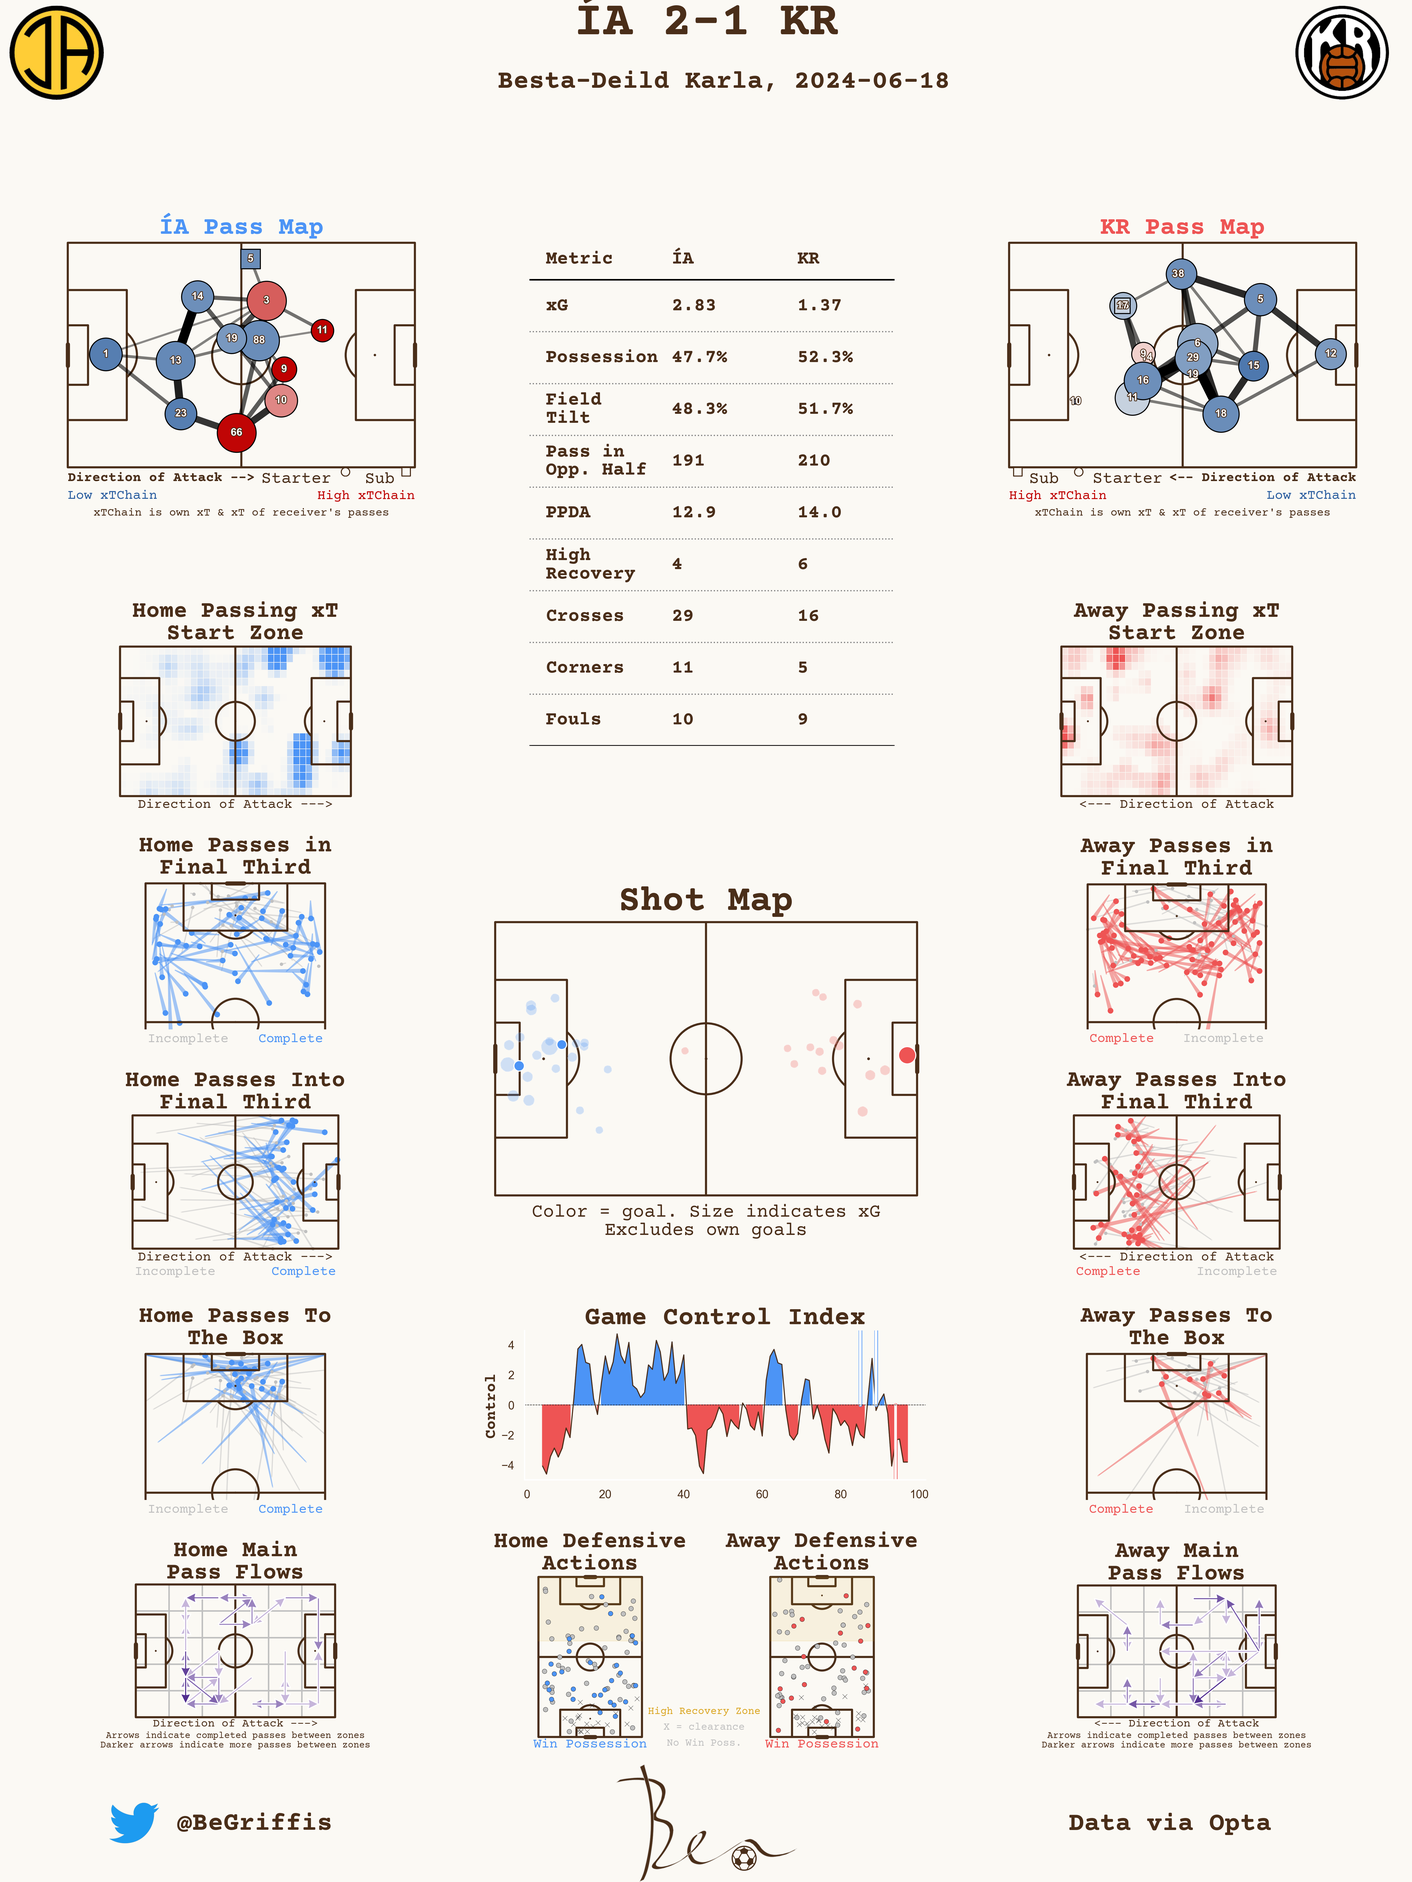 ÍA 2-1 KR
Besta-Deild Karla, 2024-06-18
JA
KR
ÍA Pass Map
5
14
3
11
19
88
1
13
9
10
23
66
Direction of Attack --> Starter Sub
Low xTChain High xTChain
xTChain is own xT & xT of receiver's passes
Metric ÍA KR
xG 2.83 1.37
Possession 47.7% 52.3%
Field
Tilt 48.3% 51.7%
Pass in
Opp. Half 191 210
PPDA 12.9 14.0
High
Recovery 4 6
Crosses 29 16
Corners 11 5
Fouls 10 9
KR Pass Map
38
17
5
6
9
14
29
12
19
15
16
11
10
18
Sub Starter <-- Direction of Attack
High xTChain Low xTChain
xTChain is own xT & xT of receiver's passes
Home Passing xT
Start Zone
Direction of Attack --->
Away Passing xT
Start Zone
<--- Direction of Attack
Home Passes in
Final Third
Incomplete Complete
Away Passes in
Final Third
Complete Incomplete
Shot Map
Color = goal. Size indicates xG
Excludes own goals
Home Passes Into
Final Third
Direction of Attack --->
Incomplete Complete
Away Passes Into
Final Third
<--- Direction of Attack
Complete Incomplete
Home Passes To
The Box
Incomplete Complete
Game Control Index
Control
4
2
0
−2
−4
0 20 40 60 80 100
Away Passes To
The Box
Complete Incomplete
Home Main
Pass Flows
Direction of Attack --->
Arrows indicate completed passes between zones
Darker arrows indicate more passes between zones
Home Defensive
Actions
Win Possession
High Recovery Zone
X = clearance
No Win Poss.
Away Defensive
Actions
Win Possession
Away Main
Pass Flows
<--- Direction of Attack
Arrows indicate completed passes between zones
Darker arrows indicate more passes between zones
@BeGriffis
Ben
Data via Opta